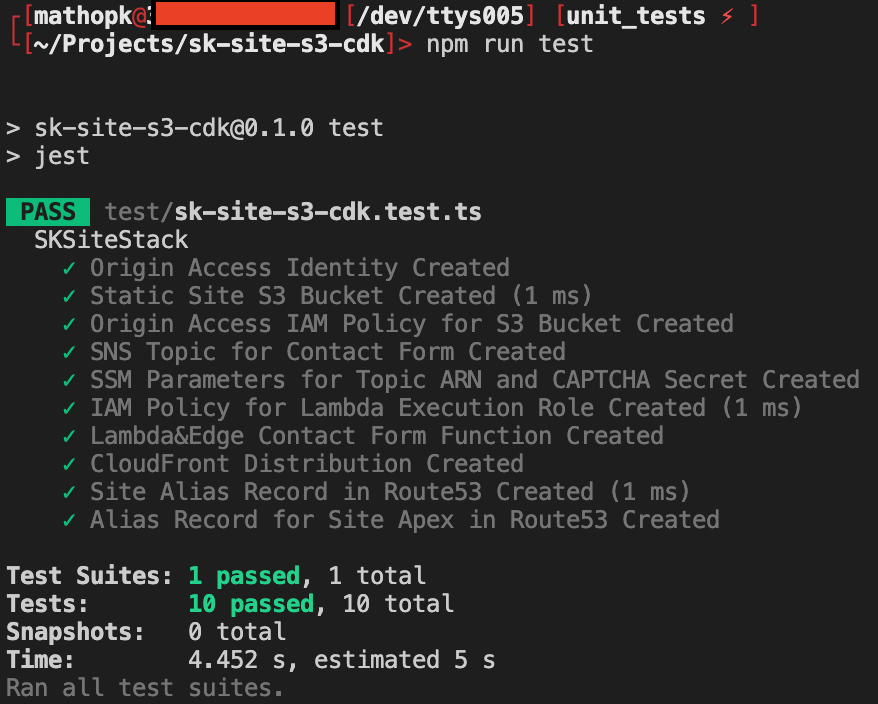 [mathopk@ [/dev/ttys005] [unit_tests ⚡ ]
[~/Projects/sk-site-s3-cdk]> npm run test
> sk-site-s3-cdk@0.1.0 test
> jest
PASS test/sk-site-s3-cdk.test.ts
SKSiteStack
✓ Origin Access Identity Created
✓ Static Site S3 Bucket Created (1 ms)
✓ Origin Access IAM Policy for S3 Bucket Created
✓ SNS Topic for Contact Form Created
✓ SSM Parameters for Topic ARN and CAPTCHA Secret Created
✓ IAM Policy for Lambda Execution Role Created (1 ms)
✓ Lambda&Edge Contact Form Function Created
✓ CloudFront Distribution Created
✓ Site Alias Record in Route53 Created (1 ms)
✓ Alias Record for Site Apex in Route53 Created
Test Suites: 1 passed, 1 total
Tests: 10 passed, 10 total
Snapshots: 0 total
Time: 4.452 s, estimated 5 s
Ran all test suites.